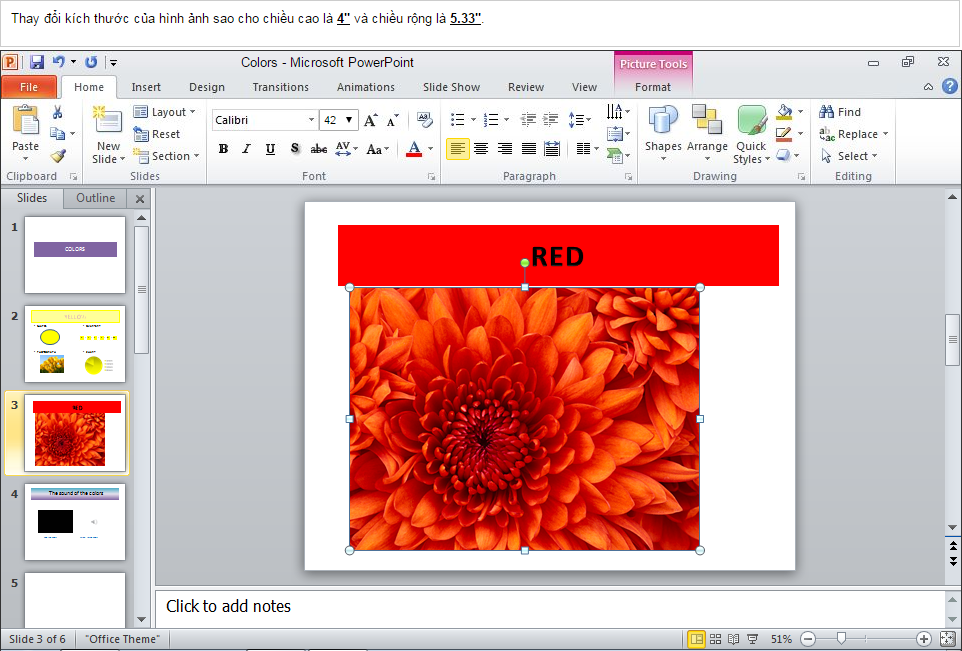 Thay đổi kích thước của hình ảnh sao cho chiều cao là 4" và chiều rộng là 5.33".
Colors - Microsoft PowerPoint
Picture Tools
File Home Insert Design Transitions Animations Slide Show Review View Format
Calibri 42
Paste
New Slide
Layout
Reset
Section
Shapes Arrange Quick Styles
Find
Replace
Select
Clipboard Slides Font Paragraph Drawing Editing
Slides Outline
1
COLORS
2
3
RED
4
The sound of the colors
5
RED
Click to add notes
Slide 3 of 6 "Office Theme" 51%